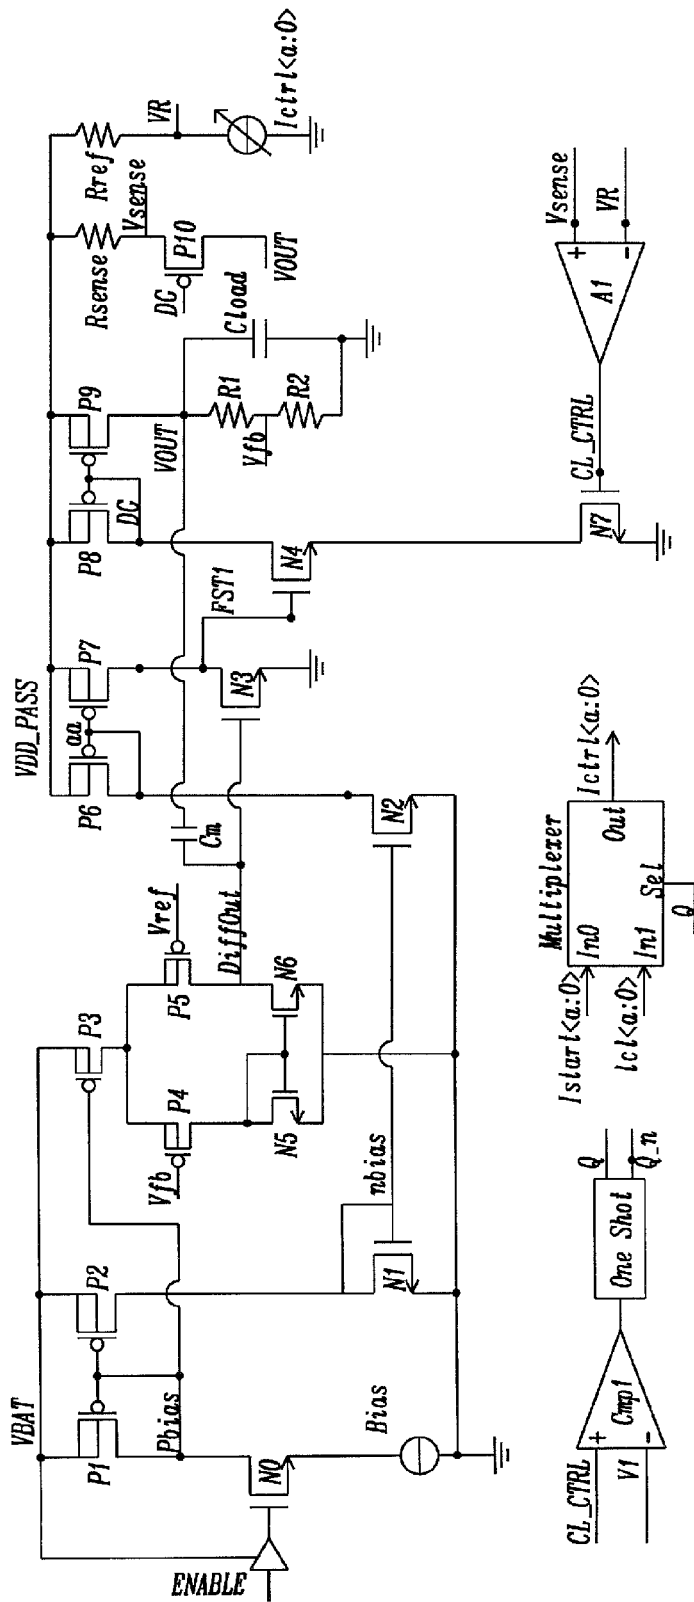 VBAT
P1
P2
P3
Pbias
ENABLE
N0
Bias
Vfb
P4
P5
Vref
N5
N6
DiffOut
Cm
nbias
N1
N2
VDD_PASS
P6
aa
P7
N3
FST1
P8
P9
DG
N4
VOUT
R1
Vfb
R2
Cload
Rsense
Rref
Vsense
DG
P10
VOUT
VR
Ictrl<a:0>
CL_CTRL
V1
+
-
Cmp1
One Shot
Q
Q_n
Multiplexer
Istart<a:0>
In0
lcl<a:0>
In1
Out
Sel
Q
Ictrl<a:0>
N7
CL_CTRL
A1
+
-
Vsense
VR